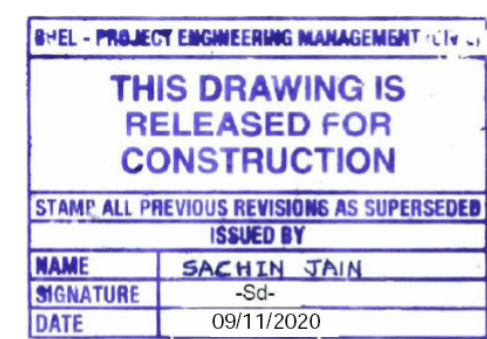 BHEL - PROJECT ENGINEERING MANAGEMENT (CIVIL)
THIS DRAWING IS
RELEASED FOR
CONSTRUCTION
STAMP ALL PREVIOUS REVISIONS AS SUPERSEDED
ISSUED BY
NAME SACHIN JAIN
SIGNATURE -Sd-
DATE 09/11/2020